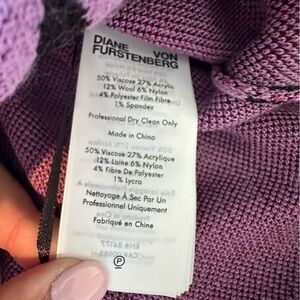 DIANE VON
FURSTENBERG
50% Viscose 27% Acrylic
12% Wool 6% Nylon
4% Polyester Film Fibre
1% Spandex
Professional Dry Clean Only
Made in China
50% Viscose 27% Acrylique
12% Laine 6% Nylon
4% Fibre De Polyester
1% Lycra
Nettoyage À Sec Par Un
Professionnel Uniquement
Fabriqué en Chine
P